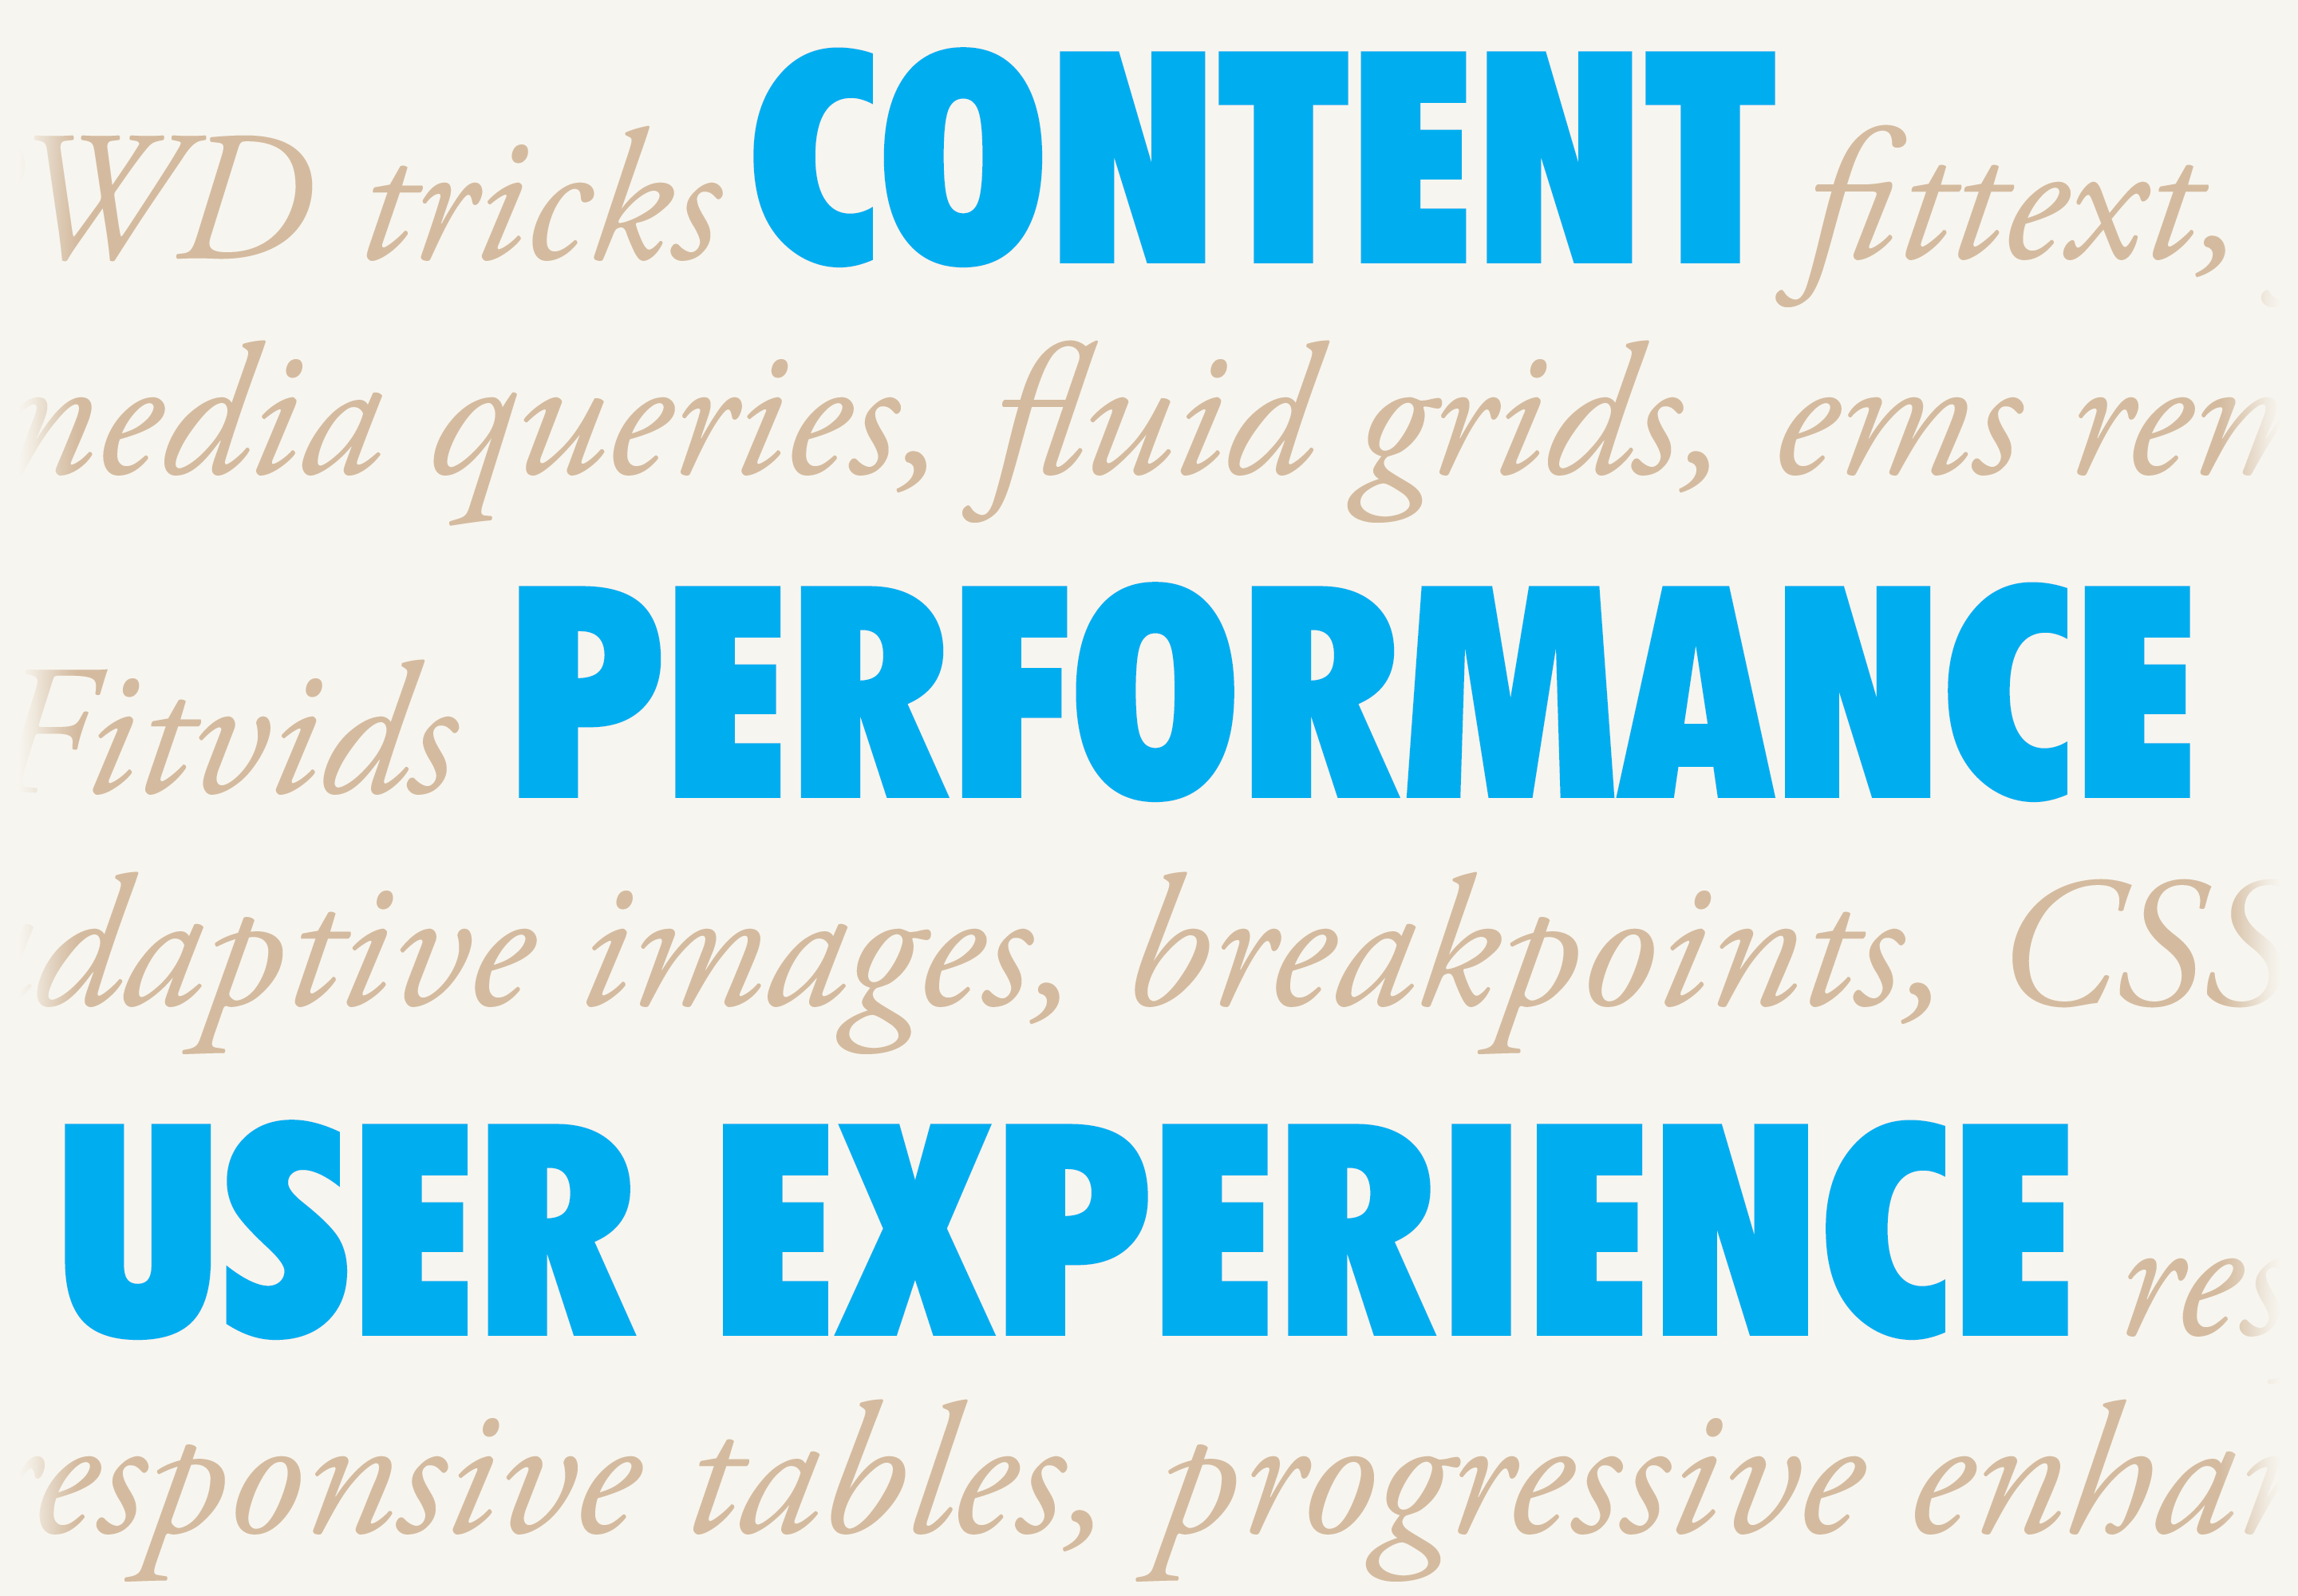 WD tricks CONTENT fittext,
media queries, fluid grids, ems rem
Fitvids PERFORMANCE
daptive images, breakpoints, CSS
USER EXPERIENCE res
esponsive tables, progressive enha